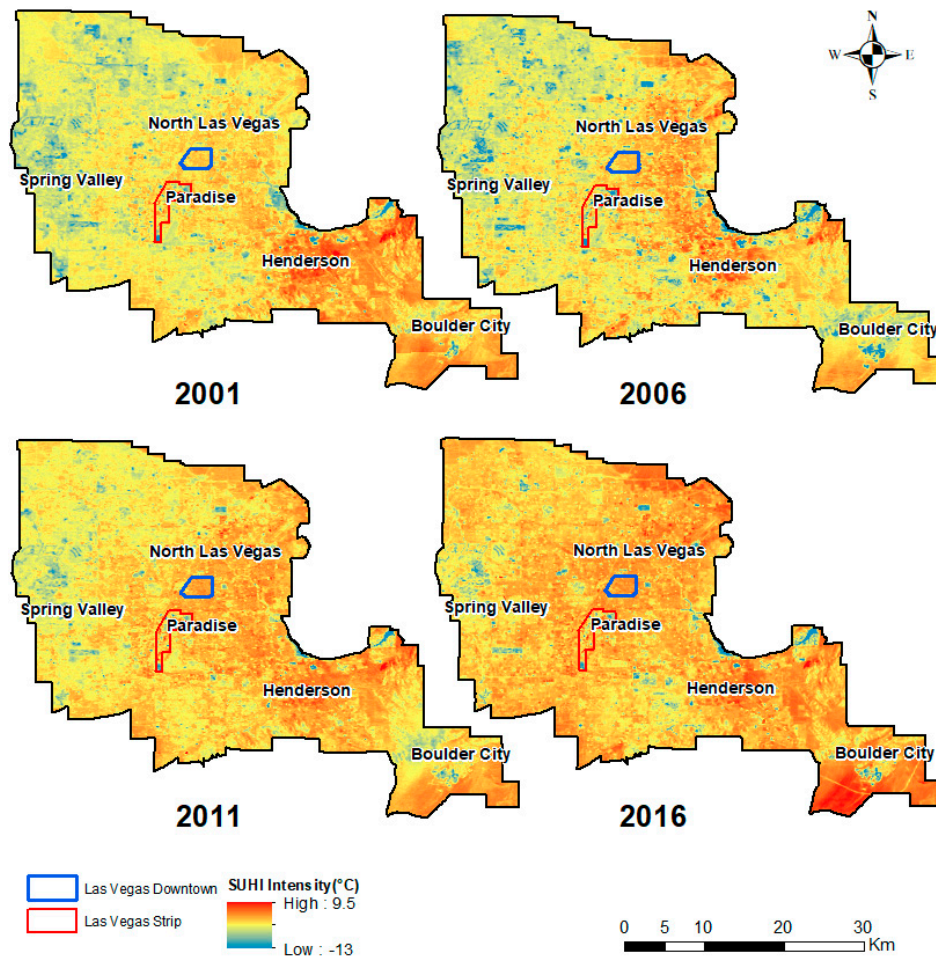 N
W E
S
North Las Vegas
Spring Valley
Paradise
Henderson
Boulder City
2001
North Las Vegas
Spring Valley
Paradise
Henderson
Boulder City
2006
North Las Vegas
Spring Valley
Paradise
Henderson
Boulder City
2011
North Las Vegas
Spring Valley
Paradise
Henderson
Boulder City
2016
Las Vegas Downtown
Las Vegas Strip
SUHI Intensity(°C)
High : 9.5
Low : -13
0 5 10 20 30
Km